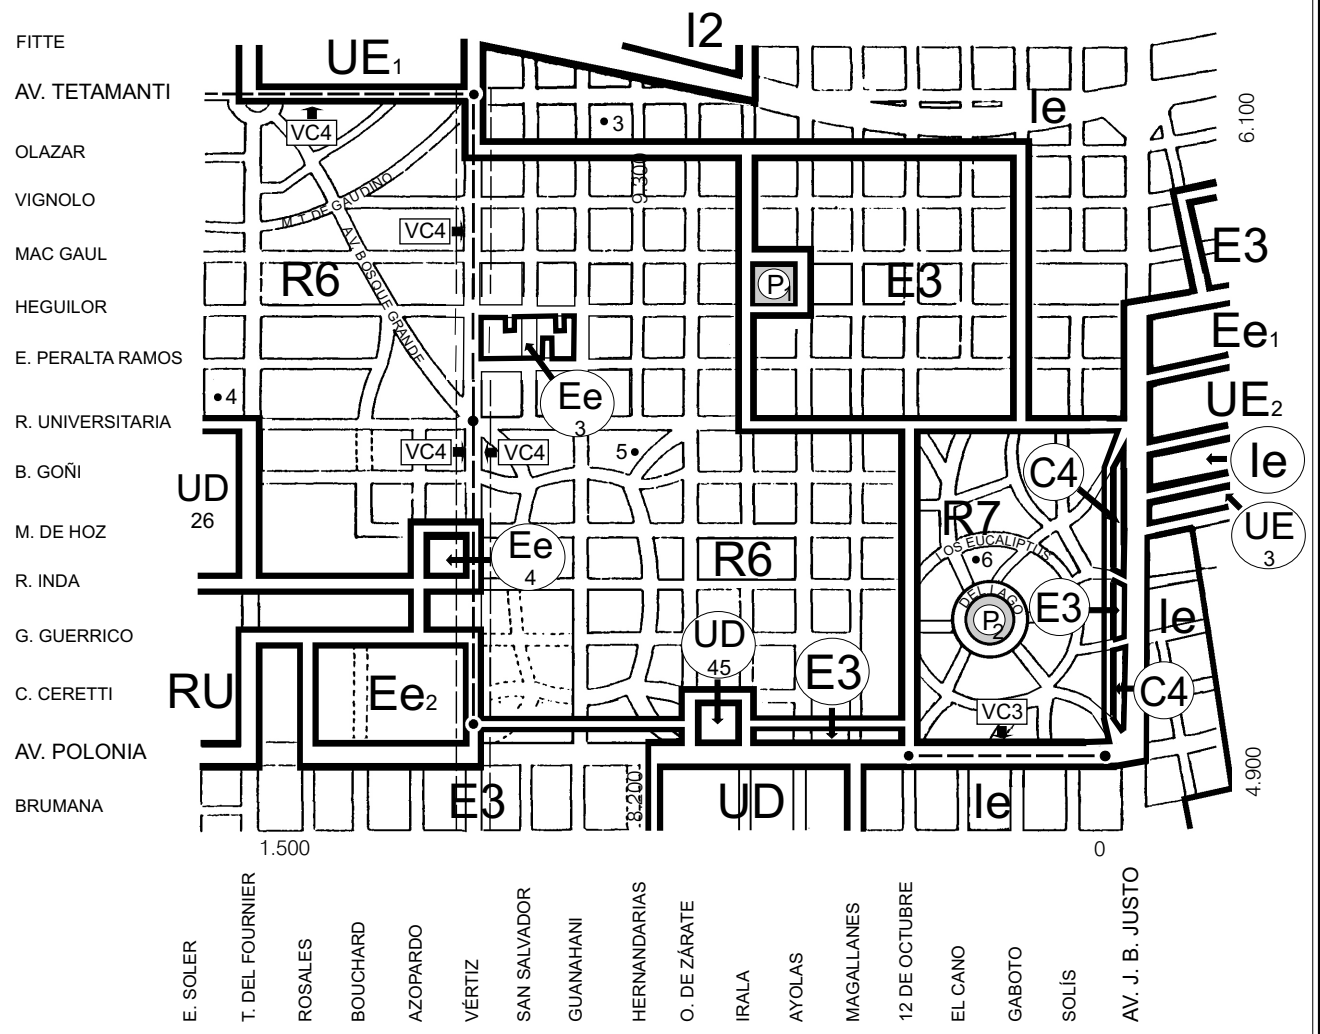 FITTE
AV. TETAMANTI
OLAZAR
VIGNOLO
MAC GAUL
HEGUILOR
E. PERALTA RAMOS
R. UNIVERSITARIA
B. GOÑI
M. DE HOZ
R. INDA
G. GUERRICO
C. CERETTI
AV. POLONIA
BRUMANA
UE1
I2
Ie
6.100
VC4
3
9.300
M.T. DE GAUDINO
VC4
AV. BOSQUE GRANDE
R6
P1
E3
E3
Ee1
Ee
3
4
UE2
VC4
VC4
5
C4
Ie
UD
26
R7
UE
3
Ee
4
R6
OS EUCALIPTUS
6
DEL LAGO
P2
E3
Ie
UD
45
E3
RU
Ee2
C4
VC3
E3
8.200
UD
Ie
4.900
1.500
0
E. SOLER
T. DEL FOURNIER
ROSALES
BOUCHARD
AZOPARDO
VÉRTIZ
SAN SALVADOR
GUANAHANI
HERNANDARIAS
O. DE ZÁRATE
IRALA
AYOLAS
MAGALLANES
12 DE OCTUBRE
EL CANO
GABOTO
SOLÍS
AV. J. B. JUSTO